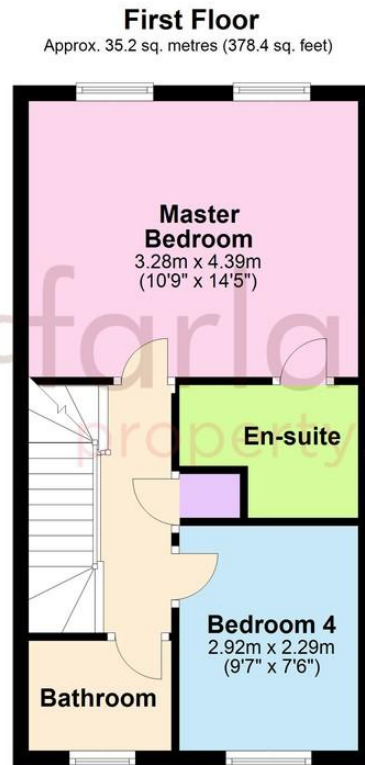 First Floor
Approx. 35.2 sq. metres (378.4 sq. feet)
Master
Bedroom
3.28m x 4.39m
(10'9" x 14'5")
farla
property
En-suite
Bedroom 4
2.92m x 2.29m
(9'7" x 7'6")
Bathroom